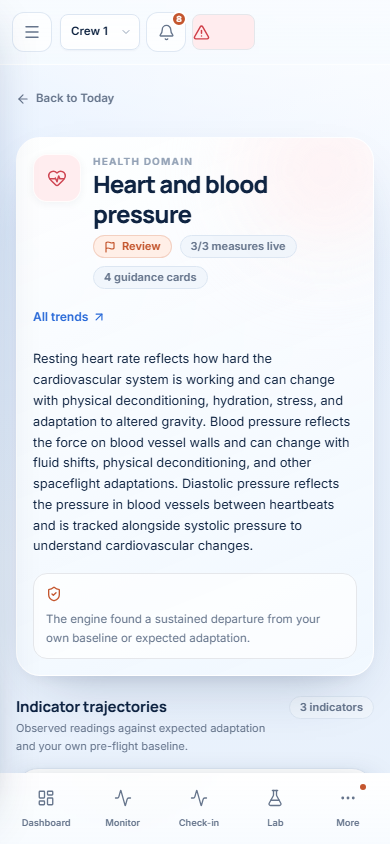 Crew 1
8
Back to Today
HEALTH DOMAIN
Heart and blood
pressure
Review
3/3 measures live
4 guidance cards
All trends
Resting heart rate reflects how hard the
cardiovascular system is working and can change
with physical deconditioning, hydration, stress, and
adaptation to altered gravity. Blood pressure reflects
the force on blood vessel walls and can change with
fluid shifts, physical deconditioning, and other
spaceflight adaptations. Diastolic pressure reflects
the pressure in blood vessels between heartbeats
and is tracked alongside systolic pressure to
understand cardiovascular changes.
The engine found a sustained departure from your
own baseline or expected adaptation.
Indicator trajectories
3 indicators
Observed readings against expected adaptation
and your own pre-flight baseline.
Dashboard
Monitor
Check-in
Lab
More